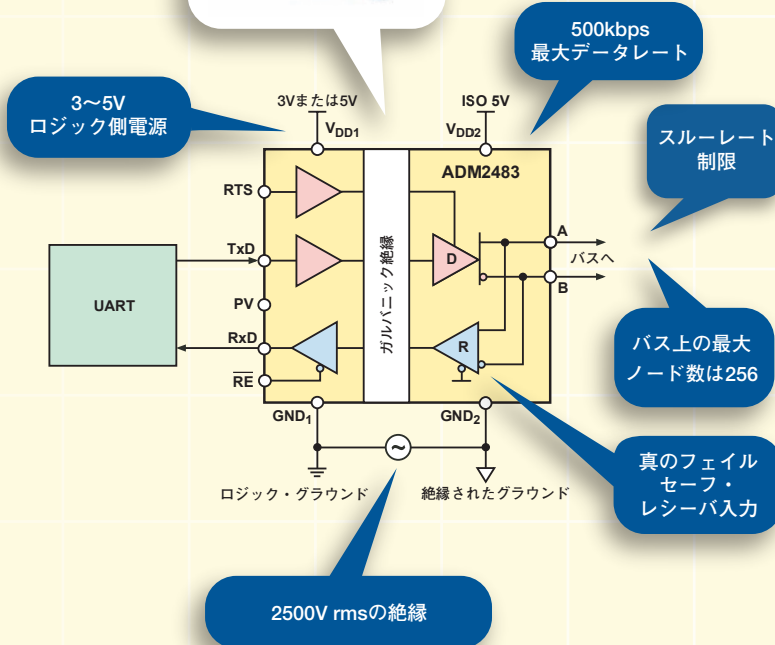 500kbps
最大データレート
3～5V
ロジック側電源
3Vまたは5V
ISO 5V
VDD1
VDD2
スルーレート
制限
ADM2483
RTS
TxD
PV
RxD
RE
UART
ガルバニック絶縁
D
R
A
バスへ
B
バス上の最大
ノード数は256
GND1
GND2
~
ロジック・グラウンド
絶縁されたグラウンド
真のフェイル
セーフ・
レシーバ入力
2500V rmsの絶縁